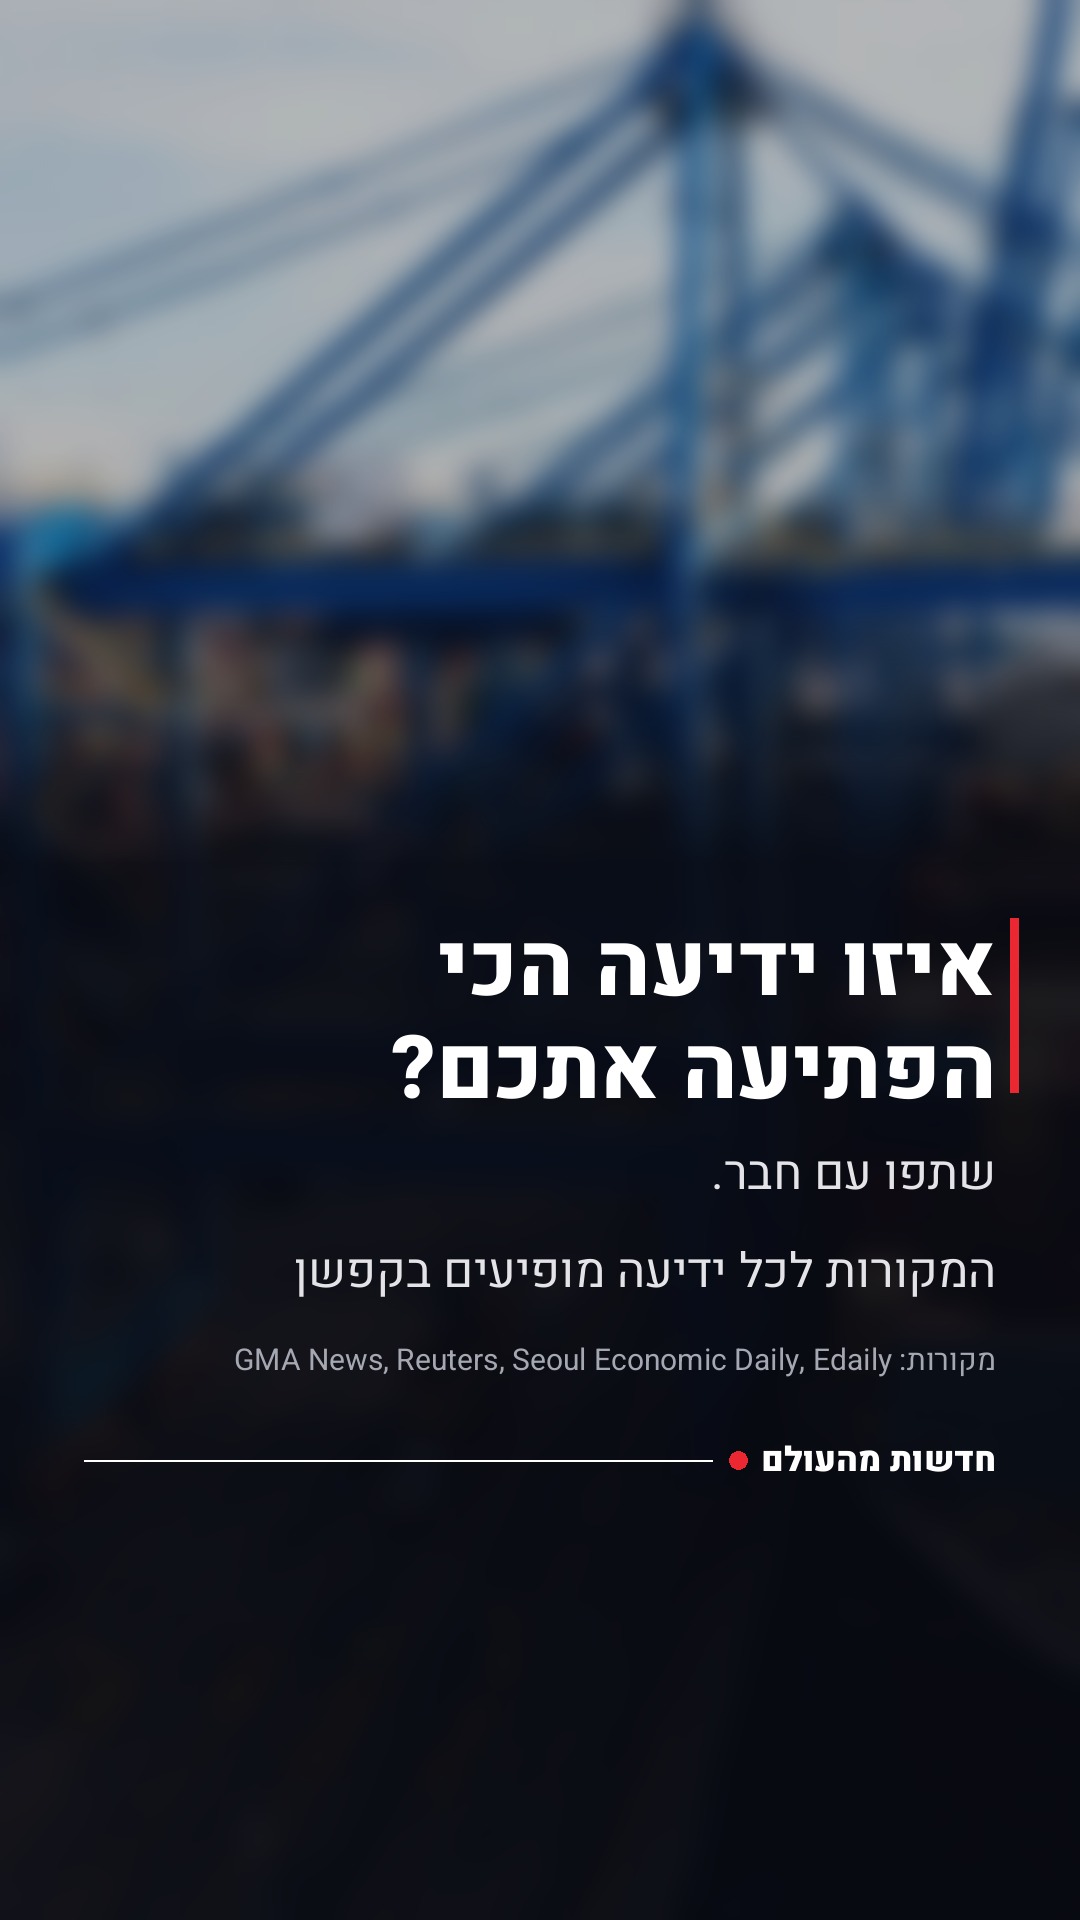 איזו ידיעה הכי
הפתיעה אתכם?
שתפו עם חבר.
המקורות לכל ידיעה מופיעים בקפשן
מקורות: GMA News, Reuters, Seoul Economic Daily, Edaily
חדשות מהעולם